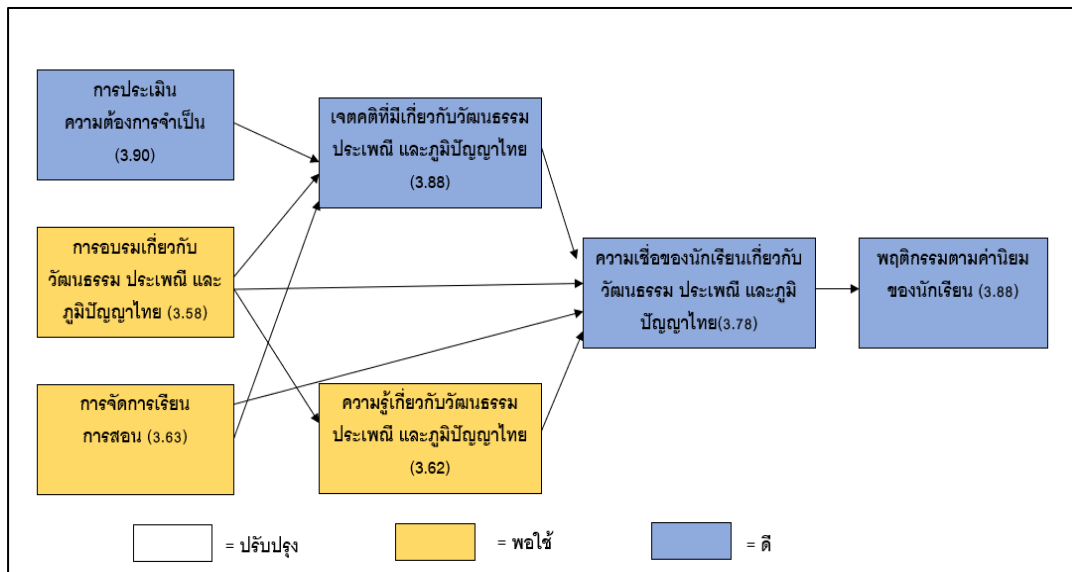 การประเมิน
ความต้องการจำเป็น
(3.90)
เจตคติที่มีเกี่ยวกับวัฒนธรรม
ประเพณี และภูมิปัญญาไทย
(3.88)
การอบรมเกี่ยวกับ
วัฒนธรรม ประเพณี และ
ภูมิปัญญาไทย (3.58)
ความเชื่อของนักเรียนเกี่ยวกับ
วัฒนธรรม ประเพณี และภูมิ
ปัญญาไทย(3.78)
พฤติกรรมตามค่านิยม
ของนักเรียน (3.88)
การจัดการเรียน
การสอน (3.63)
ความรู้เกี่ยวกับวัฒนธรรม
ประเพณี และภูมิปัญญาไทย
(3.62)
= ปรับปรุง
= พอใช้
= ดี